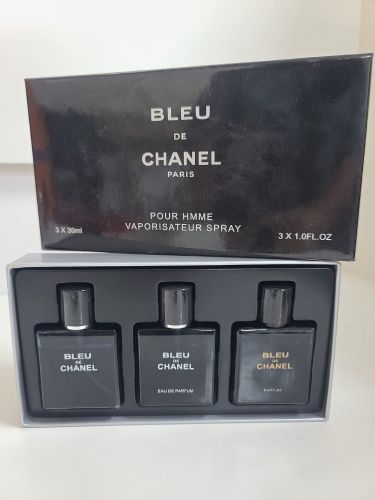 BLEU
DE
CHANEL
PARIS
POUR HMME
VAPORISATEUR SPRAY
3 X 30ml
3 X 1.0FL.OZ
BLEU
DE
CHANEL
BLEU
DE
CHANEL
EAU DE PARFUM
BLEU
DE
CHANEL
PARFUM